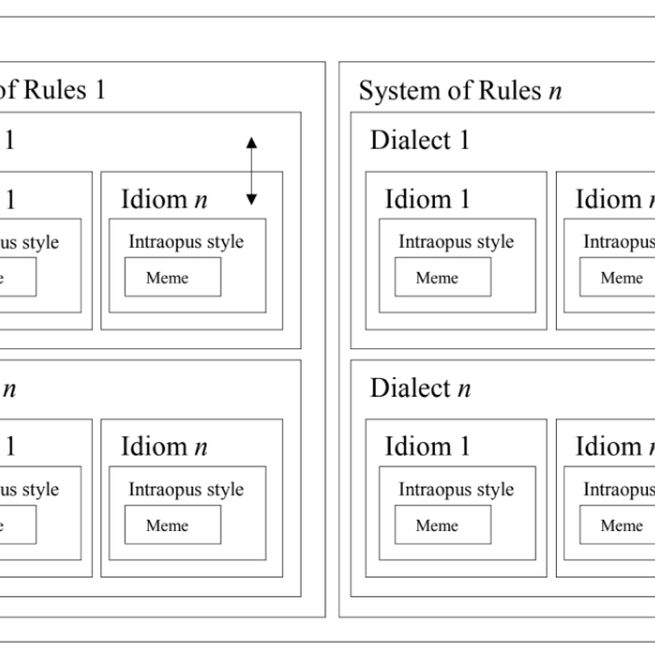 of Rules 1
System of Rules n
1
Dialect 1
1
Idiom n
Idiom 1
Idiom
us style
Intraopus style
Intraopus style
Intraopus
e
Meme
Meme
Meme
n
Dialect n
1
Idiom n
Idiom 1
Idiom
us style
Intraopus style
Intraopus style
Intraopus
e
Meme
Meme
Meme